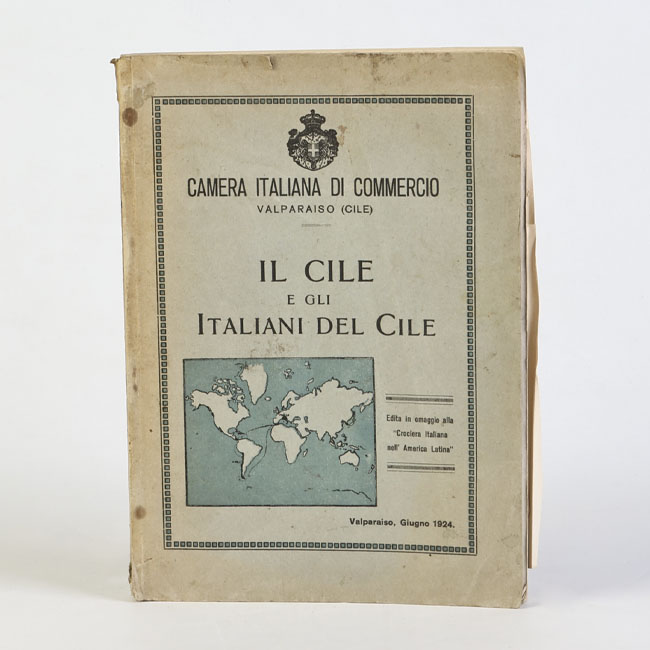 CAMERA ITALIANA DI COMMERCIO
VALPARAISO (CILE)
IL CILE
E GLI
ITALIANI DEL CILE
Edita in omaggio alla
"Crociera Italiana
nell' America Latina"
Valparaiso, Giugno 1924.